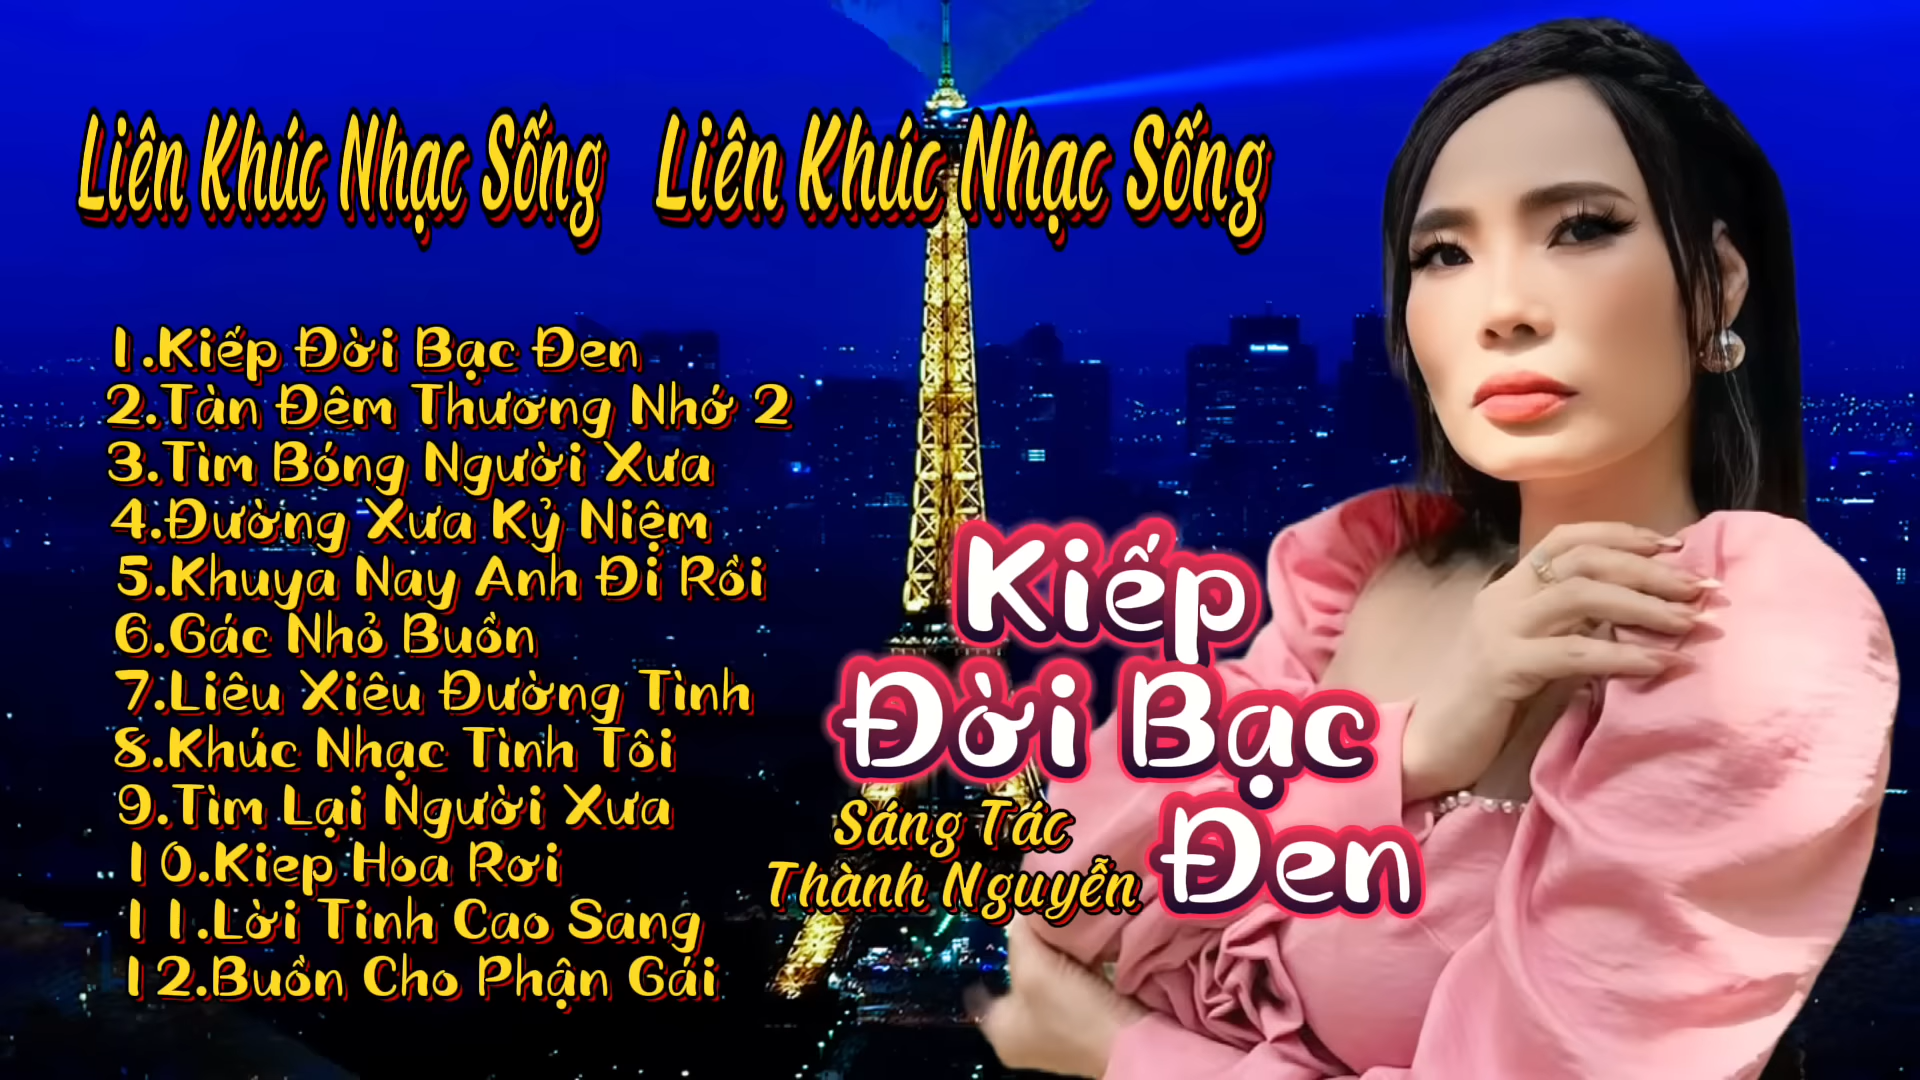 Liên Khúc Nhạc Sống Liên Khúc Nhạc Sống
1.Kiếp Đời Bạc Đen
2.Tàn Đêm Thương Nhớ 2
3.Tìm Bóng Người Xưa
4.Đường Xưa Kỷ Niệm
5.Khuya Nay Anh Đi Rồi
6.Gác Nhỏ Buồn
7.Liêu Xiêu Đường Tình
8.Khúc Nhạc Tình Tôi
9.Tìm Lại Người Xưa
10.Kiep Hoa Rơi
11.Lời Tinh Cao Sang
12.Buồn Cho Phận Gái
Kiếp
Đời Bạc
Đen
Sáng Tác
Thành Nguyễn